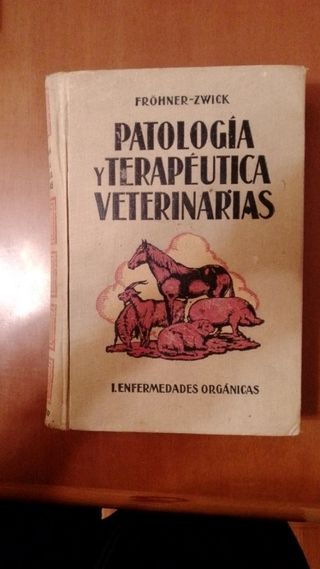 FRÖHNER-ZWICK
PATOLOGÍA
Y TERAPÉUTICA
VETERINARIAS
I. ENFERMEDADES ORGÁNICAS